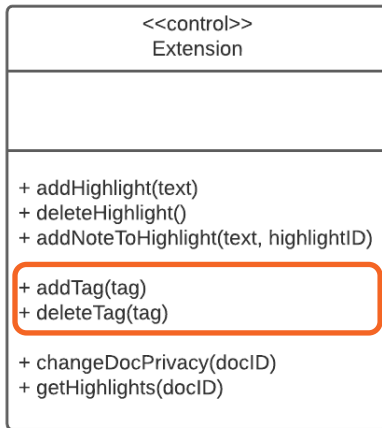 <<control>>
Extension
+ addHighlight(text)
+ deleteHighlight()
+ addNoteToHighlight(text, highlightID)
+ addTag(tag)
+ deleteTag(tag)
+ changeDocPrivacy(docID)
+ getHighlights(docID)